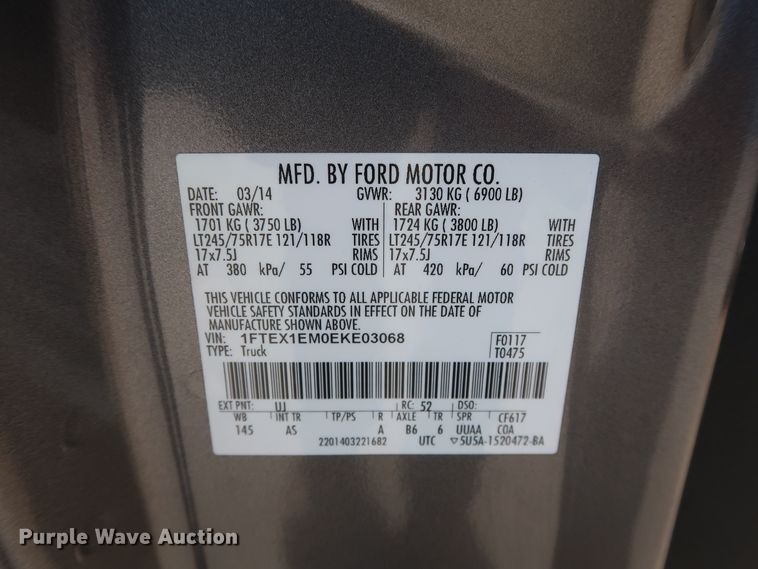 MFD. BY FORD MOTOR CO.
DATE: 03/14 GVWR: 3130 KG ( 6900 LB)
FRONT GAWR: REAR GAWR:
1701 KG ( 3750 LB) WITH 1724 KG ( 3800 LB) WITH
LT245/75R17E 121/118R TIRES LT245/75R17E 121/118R TIRES
17x7.5J RIMS 17x7.5J RIMS
AT 380 kPa/ 55 PSI COLD AT 420 kPa/ 60 PSI COLD
THIS VEHICLE CONFORMS TO ALL APPLICABLE FEDERAL MOTOR
VEHICLE SAFETY STANDARDS IN EFFECT ON THE DATE OF
MANUFACTURE SHOWN ABOVE.
VIN: 1FTEX1EM0EKE03068 F0117
TYPE: Truck T0475
EXT PNT: UJ RC: 52 DSO:
WB INT TR TP/PS R AXLE TR SPR CF617
145 AS A B6 6 UUAA COA
2201403221682 UTC ▽5U5A-1520472-BA
Purple Wave Auction